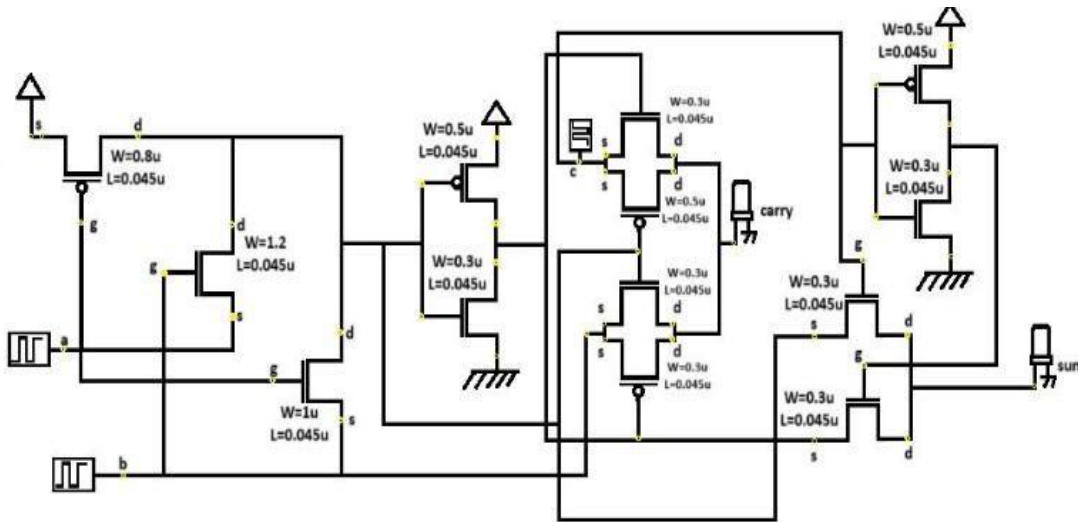 s
d
W=0.8u
L=0.045u
g
d
W=1.2
L=0.045u
g
s
a
d
g
W=1u
L=0.045u
s
b
W=0.5u
L=0.045u
W=0.3u
L=0.045u
W=0.3u
L=0.045u
s
d
c
s
d
W=0.5u
L=0.045u
carry
W=0.3u
L=0.045u
s
d
s
d
W=0.3u
L=0.045u
W=0.5u
L=0.045u
W=0.3u
L=0.045u
g
W=0.3u
L=0.045u
s
d
g
W=0.3u
L=0.045u
s
d
sum